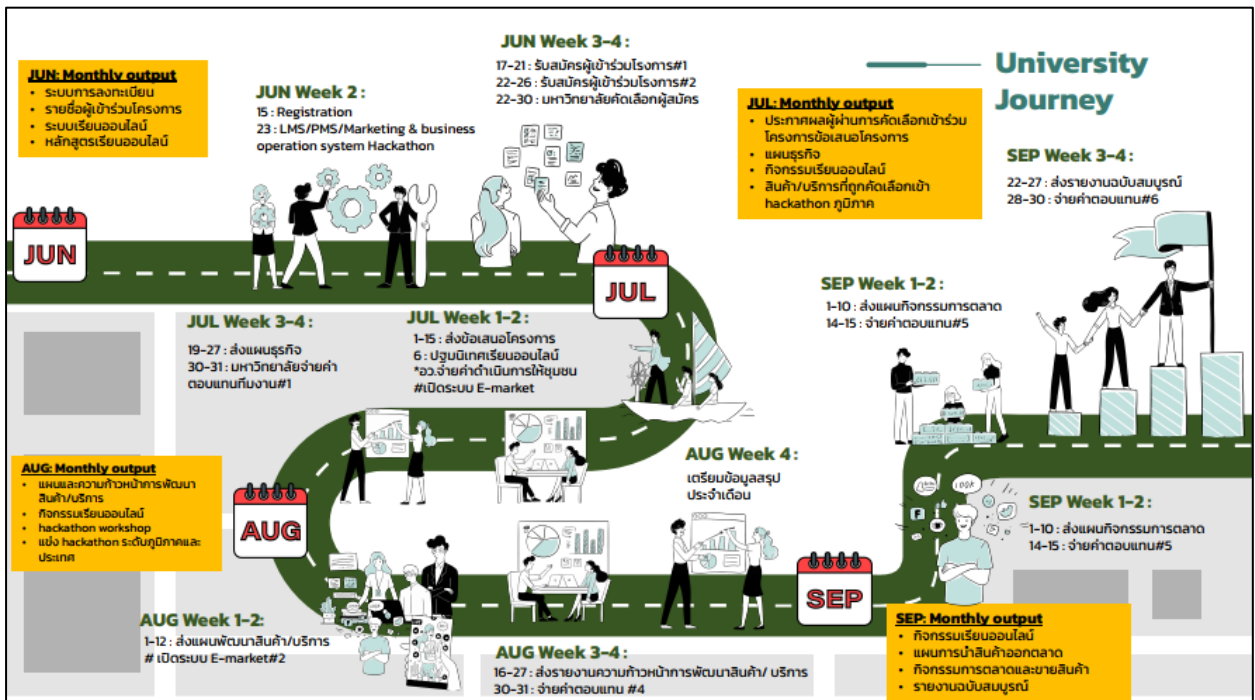 JUN: Monthly output
• ระบบการลงทะเบียน
• รายชื่อผู้เข้าร่วมโครงการ
• ระบบเรียนออนไลน์
• หลักสูตรเรียนออนไลน์
JUN Week 2 :
15 : Registration
23 : LMS/PMS/Marketing & business
operation system Hackathon
JUN Week 3-4 :
17-21 : รับสมัครผู้เข้าร่วมโรงการ#1
22-26 : รับสมัครผู้เข้าร่วมโรงการ#2
22-30 : มหาวิทยาลัยคัดเลือกผู้สมัคร
University
Journey
JUL: Monthly output
• ประกาศผลผู้ผ่านการคัดเลือกเข้าร่วม
โครงการข้อเสนอโครงการ
• แผนธุรกิจ
• กิจกรรมเรียนออนไลน์
• สินค้า/บริการที่ถูกคัดเลือกเข้า
hackathon ภูมิภาค
SEP Week 3-4 :
22-27 : ส่งรายงานฉบับสมบูรณ์
28-30 : จ่ายค่าตอบแทน#6
JUN
JUL
SEP Week 1-2 :
1-10 : ส่งแผนกิจกรรมการตลาด
14-15 : จ่ายค่าตอบแทน#5
JUL Week 3-4 :
19-27 : ส่งแผนธุรกิจ
30-31 : มหาวิทยาลัยจ่ายค่า
ตอบแทนทีมงาน#1
JUL Week 1-2 :
1-15 : ส่งข้อเสนอโครงการ
6 : ปฐมนิเทศเรียนออนไลน์
*อว.จ่ายค่าดำเนินการให้ชุมชน
#เปิดระบบ E-market
AUG: Monthly output
• แผนและความก้าวหน้าการพัฒนา
สินค้า/บริการ
• กิจกรรมเรียนออนไลน์
• hackathon workshop
• แข่ง hackathon ระดับภูมิภาคและ
ประเทศ
AUG
AUG Week 4 :
เตรียมข้อมูลสรุป
ประจำเดือน
SEP Week 1-2 :
1-10 : ส่งแผนกิจกรรมการตลาด
14-15 : จ่ายค่าตอบแทน#5
SEP
AUG Week 1-2:
1-12 : ส่งแผนพัฒนาสินค้า/บริการ
# เปิดระบบ E-market#2
AUG Week 3-4 :
16-27 : ส่งรายงานความก้าวหน้าการพัฒนาสินค้า/ บริการ
30-31 : จ่ายค่าตอบแทน #4
SEP: Monthly output
• กิจกรรมเรียนออนไลน์
• แผนการนำสินค้าออกตลาด
• กิจกรรมการตลาดและขายสินค้า
• รายงานฉบับสมบูรณ์